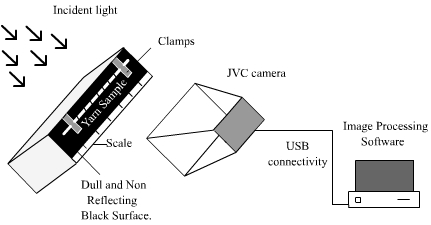 Incident light
Clamps
JVC camera
Yarn Sample
Image Processing
Software
Scale
USB
connectivity
Dull and Non
Reflecting
Black Surface.